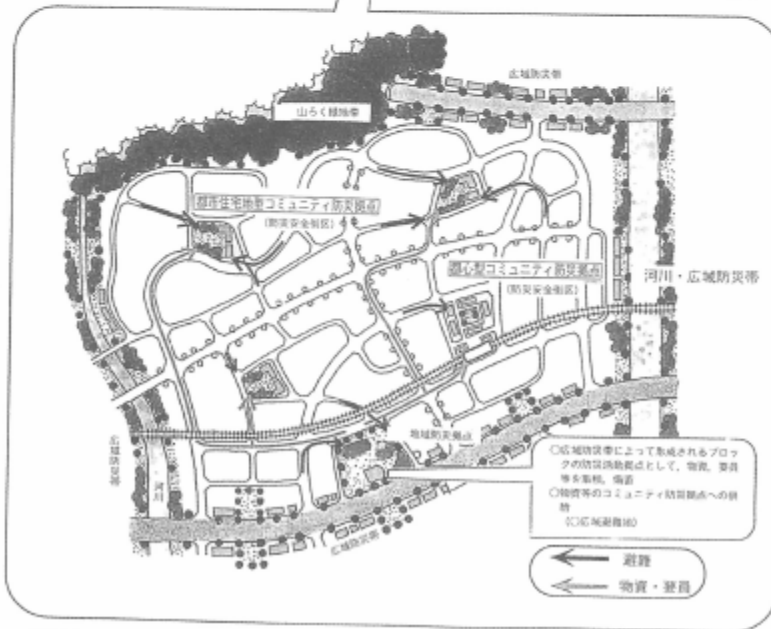 広域防災帯
山ろく緑地帯
都市住宅地型コミュニティ防災拠点
(防災安全街区)
都心型コミュニティ防災拠点
(防災安全街区)
河川・広域防災帯
地域防災拠点
広域防災帯
河川
広域防災帯
○広域防災帯によって形成されるブロッ
クの防災活動拠点として、物資、要員
等を集積、備蓄
○物資等のコミュニティ防災拠点への供
給
(○広域避難地)
避難
物資・要員